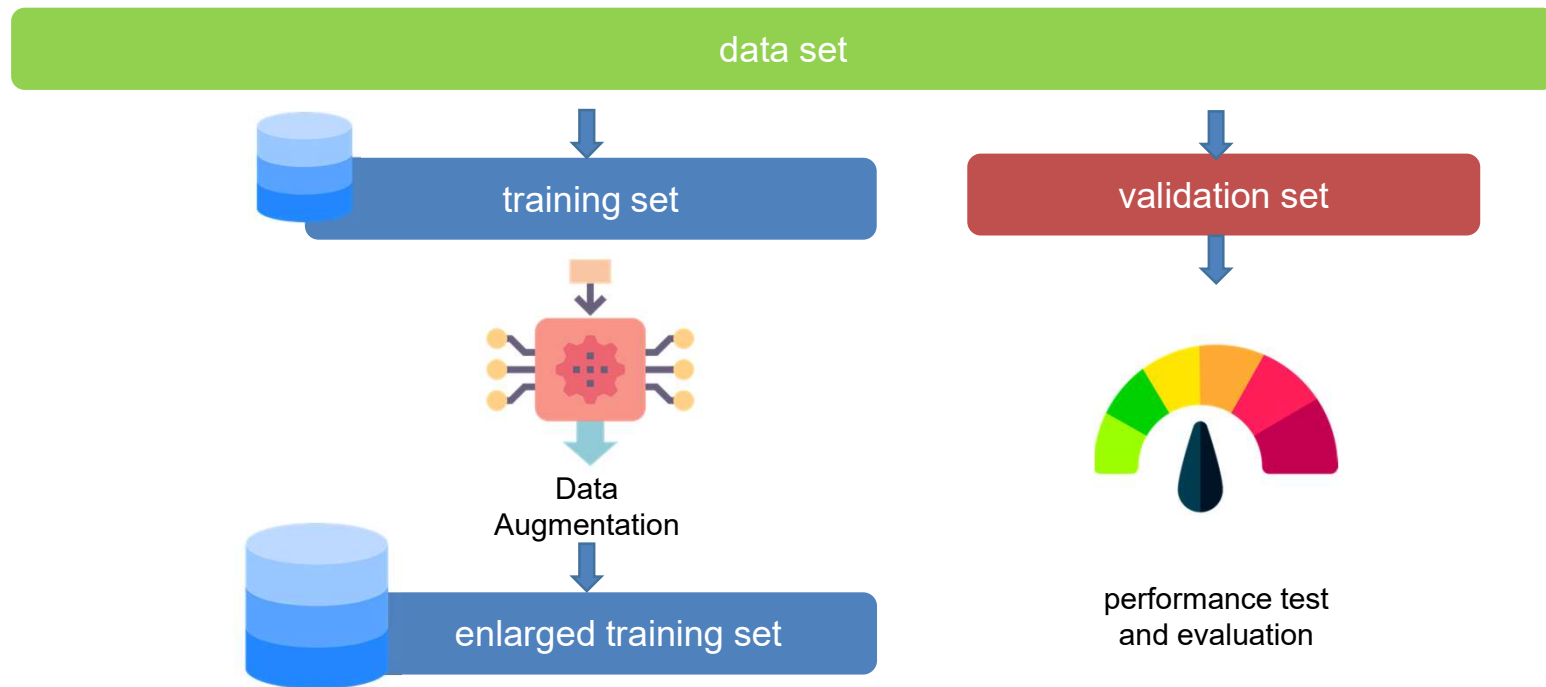 data set
training set
validation set
Data
Augmentation
enlarged training set
performance test
and evaluation